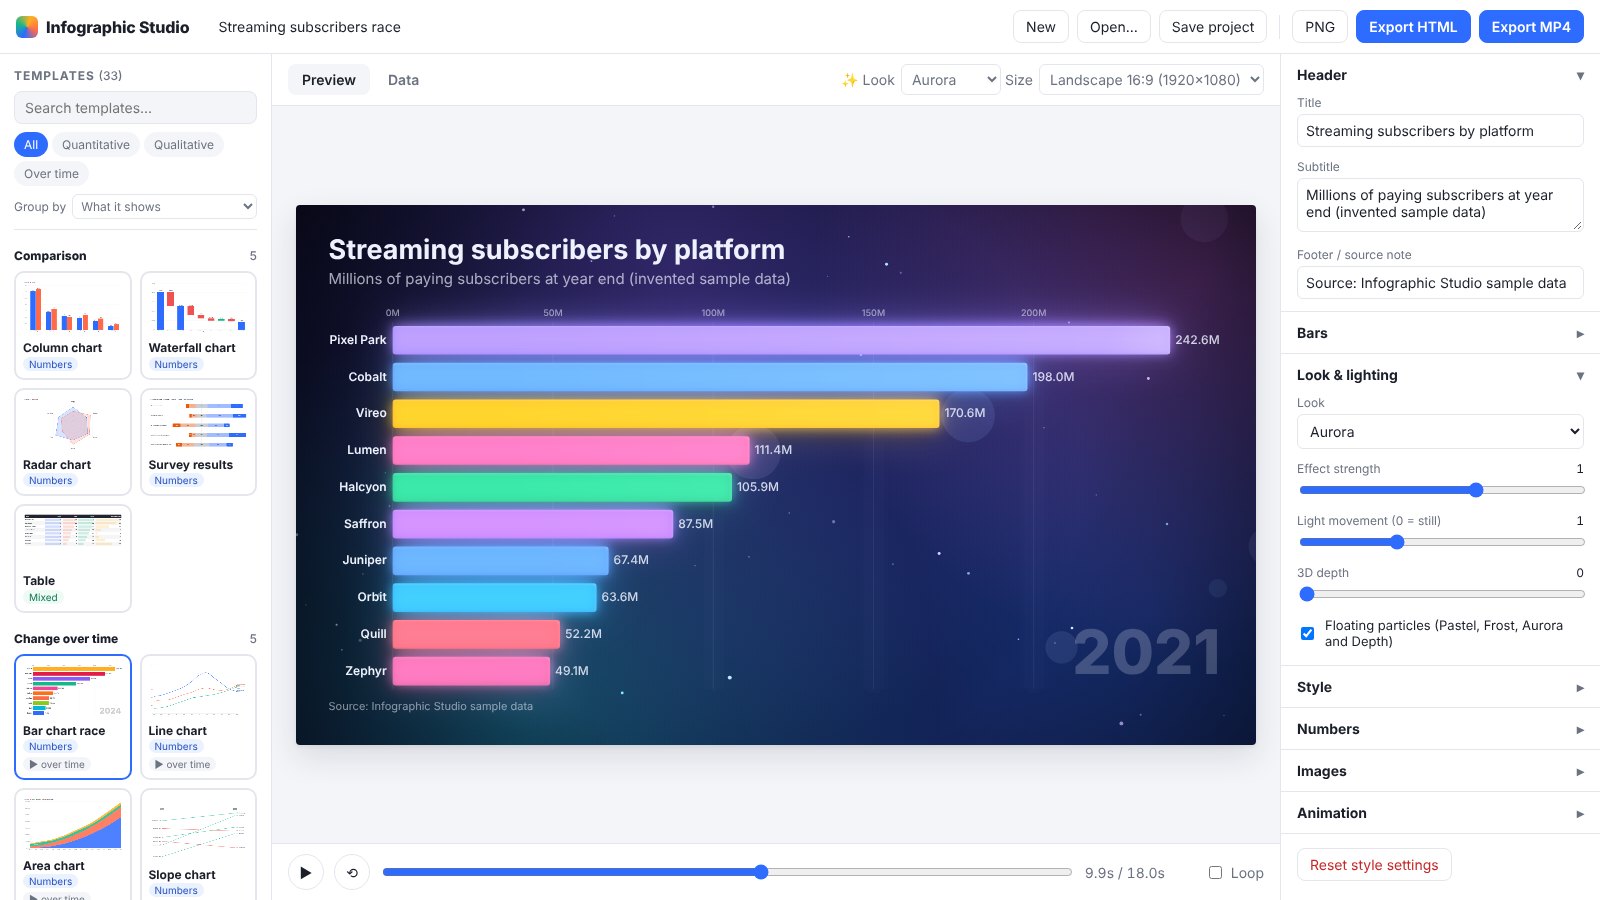 Infographic Studio
Streaming subscribers race
New
Open...
Save project
PNG
Export HTML
Export MP4
TEMPLATES (33)
Search templates...
All
Quantitative
Qualitative
Over time
Group by
What it shows
Comparison
5
Column chart
Numbers
Waterfall chart
Numbers
Radar chart
Numbers
Survey results
Numbers
Table
Mixed
Change over time
5
2024
Bar chart race
Numbers
▶ over time
Line chart
Numbers
▶ over time
Area chart
Numbers
▶ over time
Slope chart
Numbers
Preview
Data
✨ Look
Aurora
Size
Landscape 16:9 (1920×1080)
Streaming subscribers by platform
Millions of paying subscribers at year end (invented sample data)
0M
50M
100M
150M
200M
Pixel Park
242.6M
Cobalt
198.0M
Vireo
170.6M
Lumen
111.4M
Halcyon
105.9M
Saffron
87.5M
Juniper
67.4M
Orbit
63.6M
Quill
52.2M
Zephyr
49.1M
2021
Source: Infographic Studio sample data
9.9s / 18.0s
Loop
Header
Title
Streaming subscribers by platform
Subtitle
Millions of paying subscribers at year
end (invented sample data)
Footer / source note
Source: Infographic Studio sample data
Bars
Look & lighting
Look
Aurora
Effect strength
1
Light movement (0 = still)
1
3D depth
0
Floating particles (Pastel, Frost, Aurora
and Depth)
Style
Numbers
Images
Animation
Reset style settings